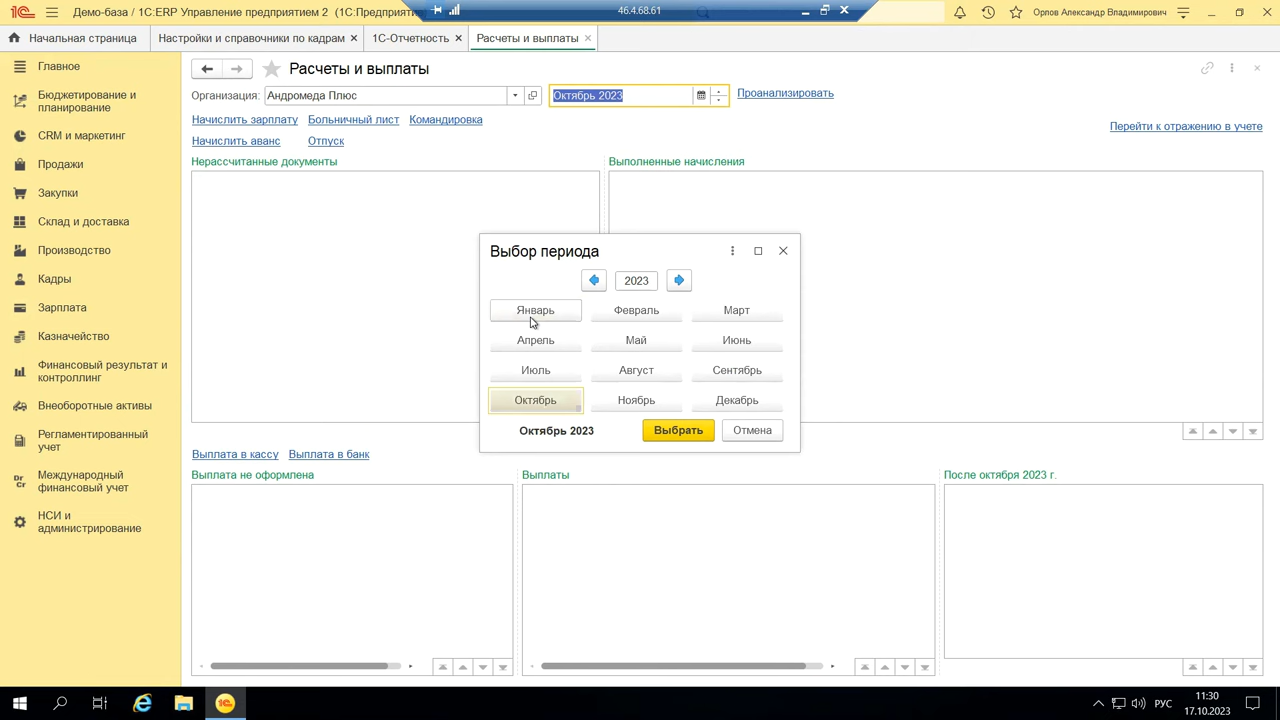 Демо-база / 1С:ERP Управление предприятием 2 (1С:Предприятие
46.4.68.61
Орлов Александр Владимирович
Начальная страница
Настройки и справочники по кадрам
1С-Отчетность
Расчеты и выплаты
Главное
Бюджетирование и
планирование
CRM и маркетинг
Продажи
Закупки
Склад и доставка
Производство
Кадры
Зарплата
Казначейство
Финансовый результат и
контроллинг
Внеоборотные активы
Регламентированный
учет
Международный
финансовый учет
НСИ и
администрирование
Расчеты и выплаты
Организация:
Андромеда Плюс
Октябрь 2023
Проанализировать
Начислить зарплату
Больничный лист
Командировка
Перейти к отражению в учете
Начислить аванс
Отпуск
Нерассчитанные документы
Выполненные начисления
Выбор периода
2023
Январь
Февраль
Март
Апрель
Май
Июнь
Июль
Август
Сентябрь
Октябрь
Ноябрь
Декабрь
Октябрь 2023
Выбрать
Отмена
Выплата в кассу
Выплата в банк
Выплата не оформлена
Выплаты
После октября 2023 г.
РУС
11:30
17.10.2023